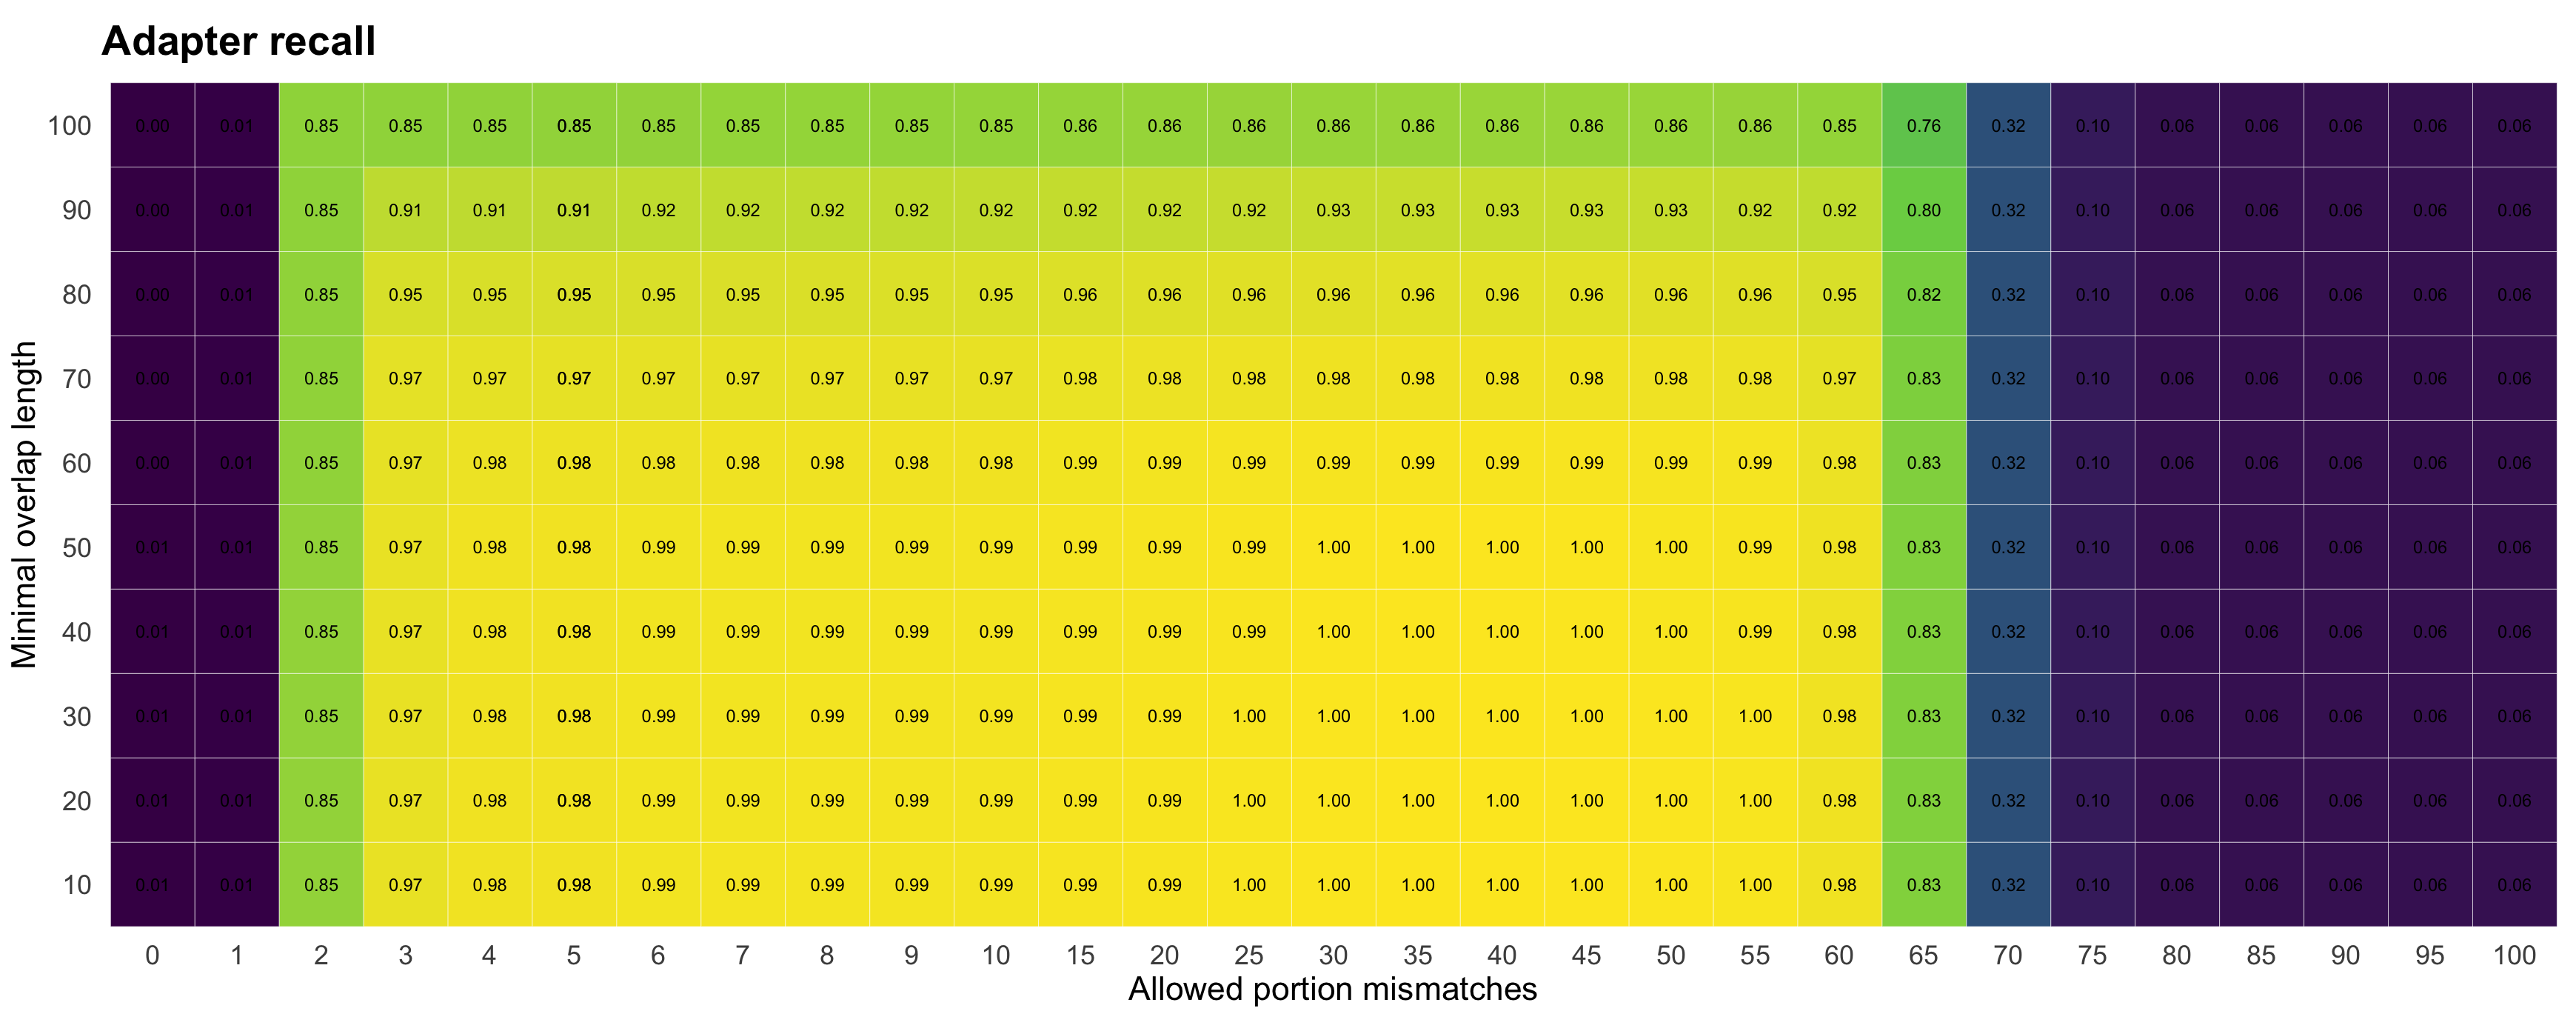 Adapter recall
Minimal overlap length
100 0.00 0.01 0.85 0.85 0.85 0.85 0.85 0.85 0.85 0.85 0.85 0.86 0.86 0.86 0.86 0.86 0.86 0.86 0.86 0.86 0.85 0.76 0.32 0.10 0.06 0.06 0.06 0.06 0.06
90 0.00 0.01 0.85 0.91 0.91 0.91 0.92 0.92 0.92 0.92 0.92 0.92 0.92 0.92 0.93 0.93 0.93 0.93 0.93 0.92 0.92 0.80 0.32 0.10 0.06 0.06 0.06 0.06 0.06
80 0.00 0.01 0.85 0.95 0.95 0.95 0.95 0.95 0.95 0.95 0.95 0.96 0.96 0.96 0.96 0.96 0.96 0.96 0.96 0.96 0.95 0.82 0.32 0.10 0.06 0.06 0.06 0.06 0.06
70 0.00 0.01 0.85 0.97 0.97 0.97 0.97 0.97 0.97 0.97 0.97 0.98 0.98 0.98 0.98 0.98 0.98 0.98 0.98 0.98 0.97 0.83 0.32 0.10 0.06 0.06 0.06 0.06 0.06
60 0.00 0.01 0.85 0.97 0.98 0.98 0.98 0.98 0.98 0.98 0.98 0.99 0.99 0.99 0.99 0.99 0.99 0.99 0.99 0.99 0.98 0.83 0.32 0.10 0.06 0.06 0.06 0.06 0.06
50 0.01 0.01 0.85 0.97 0.98 0.98 0.99 0.99 0.99 0.99 0.99 0.99 0.99 0.99 1.00 1.00 1.00 1.00 1.00 0.99 0.98 0.83 0.32 0.10 0.06 0.06 0.06 0.06 0.06
40 0.01 0.01 0.85 0.97 0.98 0.98 0.99 0.99 0.99 0.99 0.99 0.99 0.99 0.99 1.00 1.00 1.00 1.00 1.00 0.99 0.98 0.83 0.32 0.10 0.06 0.06 0.06 0.06 0.06
30 0.01 0.01 0.85 0.97 0.98 0.98 0.99 0.99 0.99 0.99 0.99 0.99 0.99 1.00 1.00 1.00 1.00 1.00 1.00 1.00 0.98 0.83 0.32 0.10 0.06 0.06 0.06 0.06 0.06
20 0.01 0.01 0.85 0.97 0.98 0.98 0.99 0.99 0.99 0.99 0.99 0.99 0.99 1.00 1.00 1.00 1.00 1.00 1.00 1.00 0.98 0.83 0.32 0.10 0.06 0.06 0.06 0.06 0.06
10 0.01 0.01 0.85 0.97 0.98 0.98 0.99 0.99 0.99 0.99 0.99 0.99 0.99 1.00 1.00 1.00 1.00 1.00 1.00 1.00 0.98 0.83 0.32 0.10 0.06 0.06 0.06 0.06 0.06
0 1 2 3 4 5 6 7 8 9 10 15 20 25 30 35 40 45 50 55 60 65 70 75 80 85 90 95 100
Allowed portion mismatches